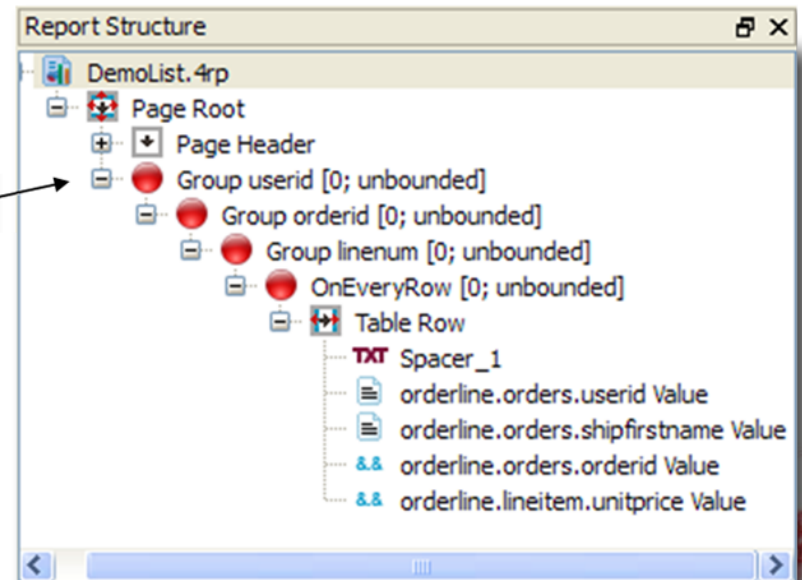 Report Structure
DemoList.4rp
Page Root
Page Header
Group userid [0; unbounded]
Group orderid [0; unbounded]
Group linenum [0; unbounded]
OnEveryRow [0; unbounded]
Table Row
TXT Spacer_1
orderline.orders.userid Value
orderline.orders.shipfirstname Value
&.& orderline.orders.orderid Value
&.& orderline.lineitem.unitprice Value